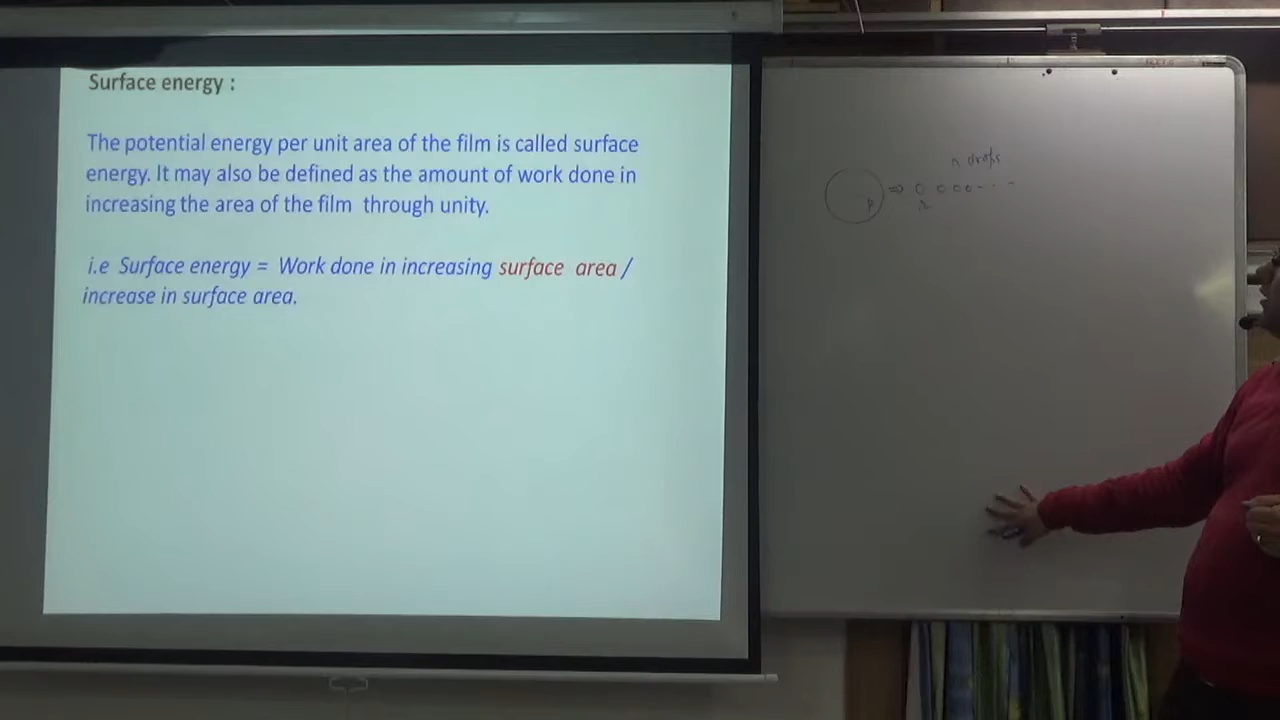 Surface energy :
The potential energy per unit area of the film is called surface
energy. It may also be defined as the amount of work done in
increasing the area of the film through unity.
i.e Surface energy = Work done in increasing surface area /
increase in surface area.
n drops
R
r